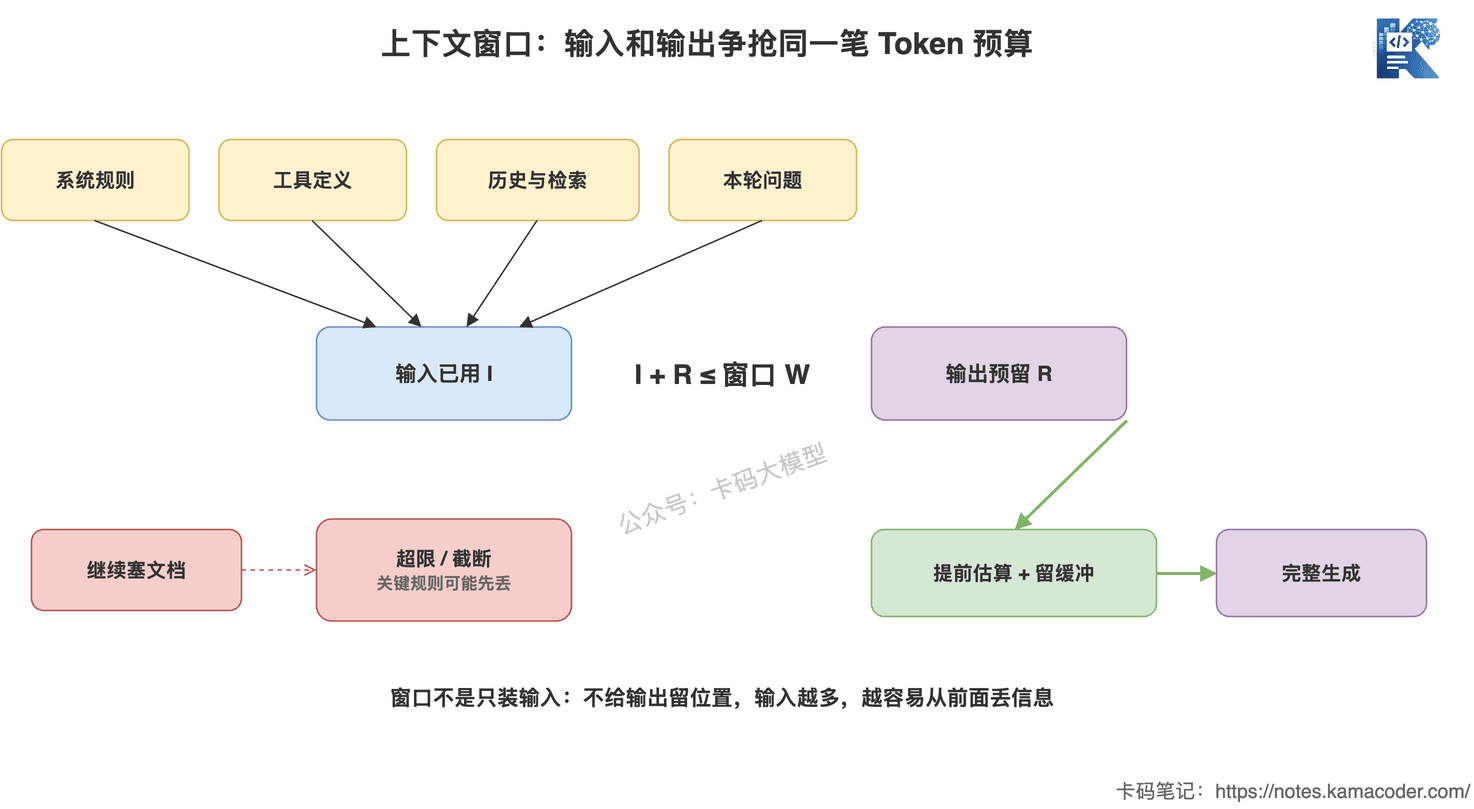 上下文窗口：输入和输出争抢同一笔 Token 预算
</>
系统规则
工具定义
历史与检索
本轮问题
输入已用 I
I + R ≤ 窗口 W
输出预留 R
公众号：卡码大模型
继续塞文档
超限 / 截断
关键规则可能先丢
提前估算 + 留缓冲
完整生成
窗口不是只装输入：不给输出留位置，输入越多，越容易从前面丢信息
卡码笔记：https://notes.kamacoder.com/